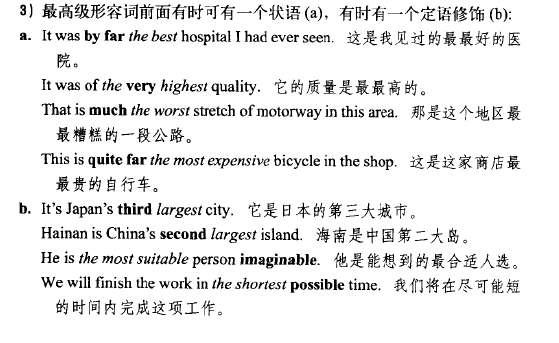 3) 最高级形容词前面有时可有一个状语 (a)，有时有一个定语修饰 (b):
a. It was by far the best hospital I had ever seen. 这是我见过的最最好的医
院。
It was of the very highest quality. 它的质量是最最高的。
That is much the worst stretch of motorway in this area. 那是这个地区最
最糟糕的一段公路。
This is quite far the most expensive bicycle in the shop. 这是这家商店最
最贵的自行车。
b. It's Japan's third largest city. 它是日本的第三大城市。
Hainan is China's second largest island. 海南是中国第二大岛。
He is the most suitable person imaginable. 他是能想到的最合适人选。
We will finish the work in the shortest possible time. 我们将在尽可能短
的时间内完成这项工作。